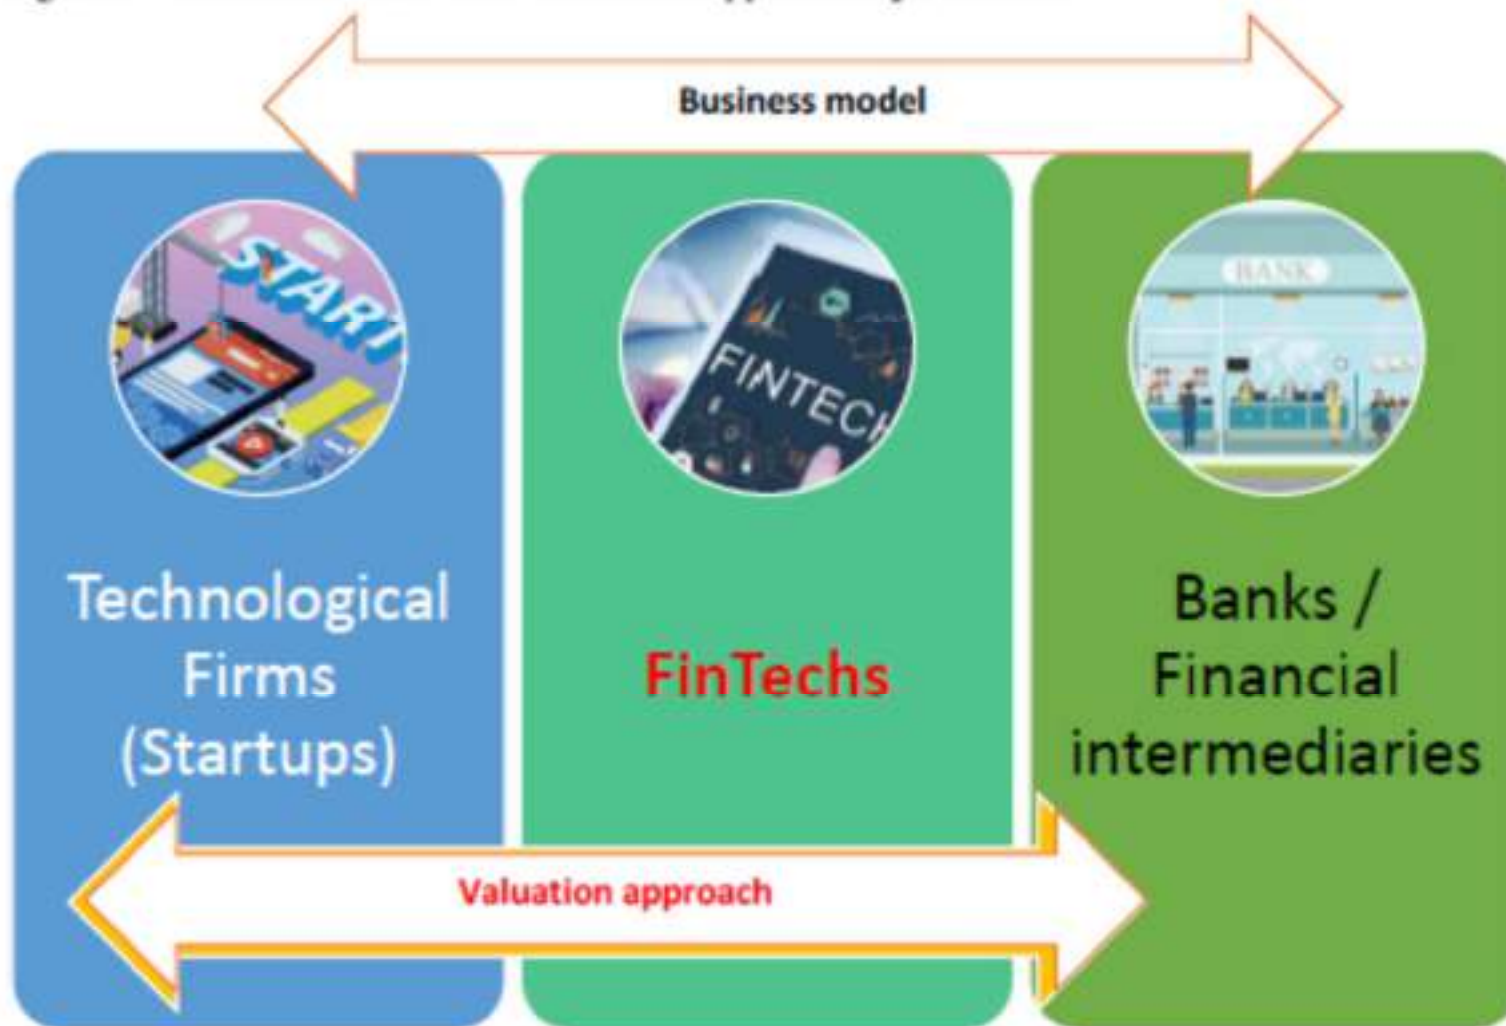 Business model
START
FINTECH
BANK
Technological
Firms
(Startups)
FinTechs
Banks /
Financial
intermediaries
Valuation approach